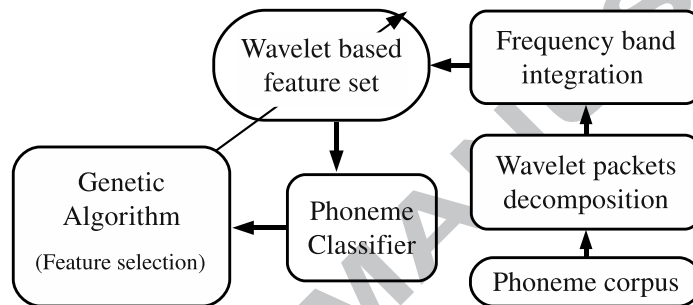 Wavelet based
feature set
Frequency band
integration
Genetic
Algorithm
(Feature selection)
Phoneme
Classifier
Wavelet packets
decomposition
Phoneme corpus